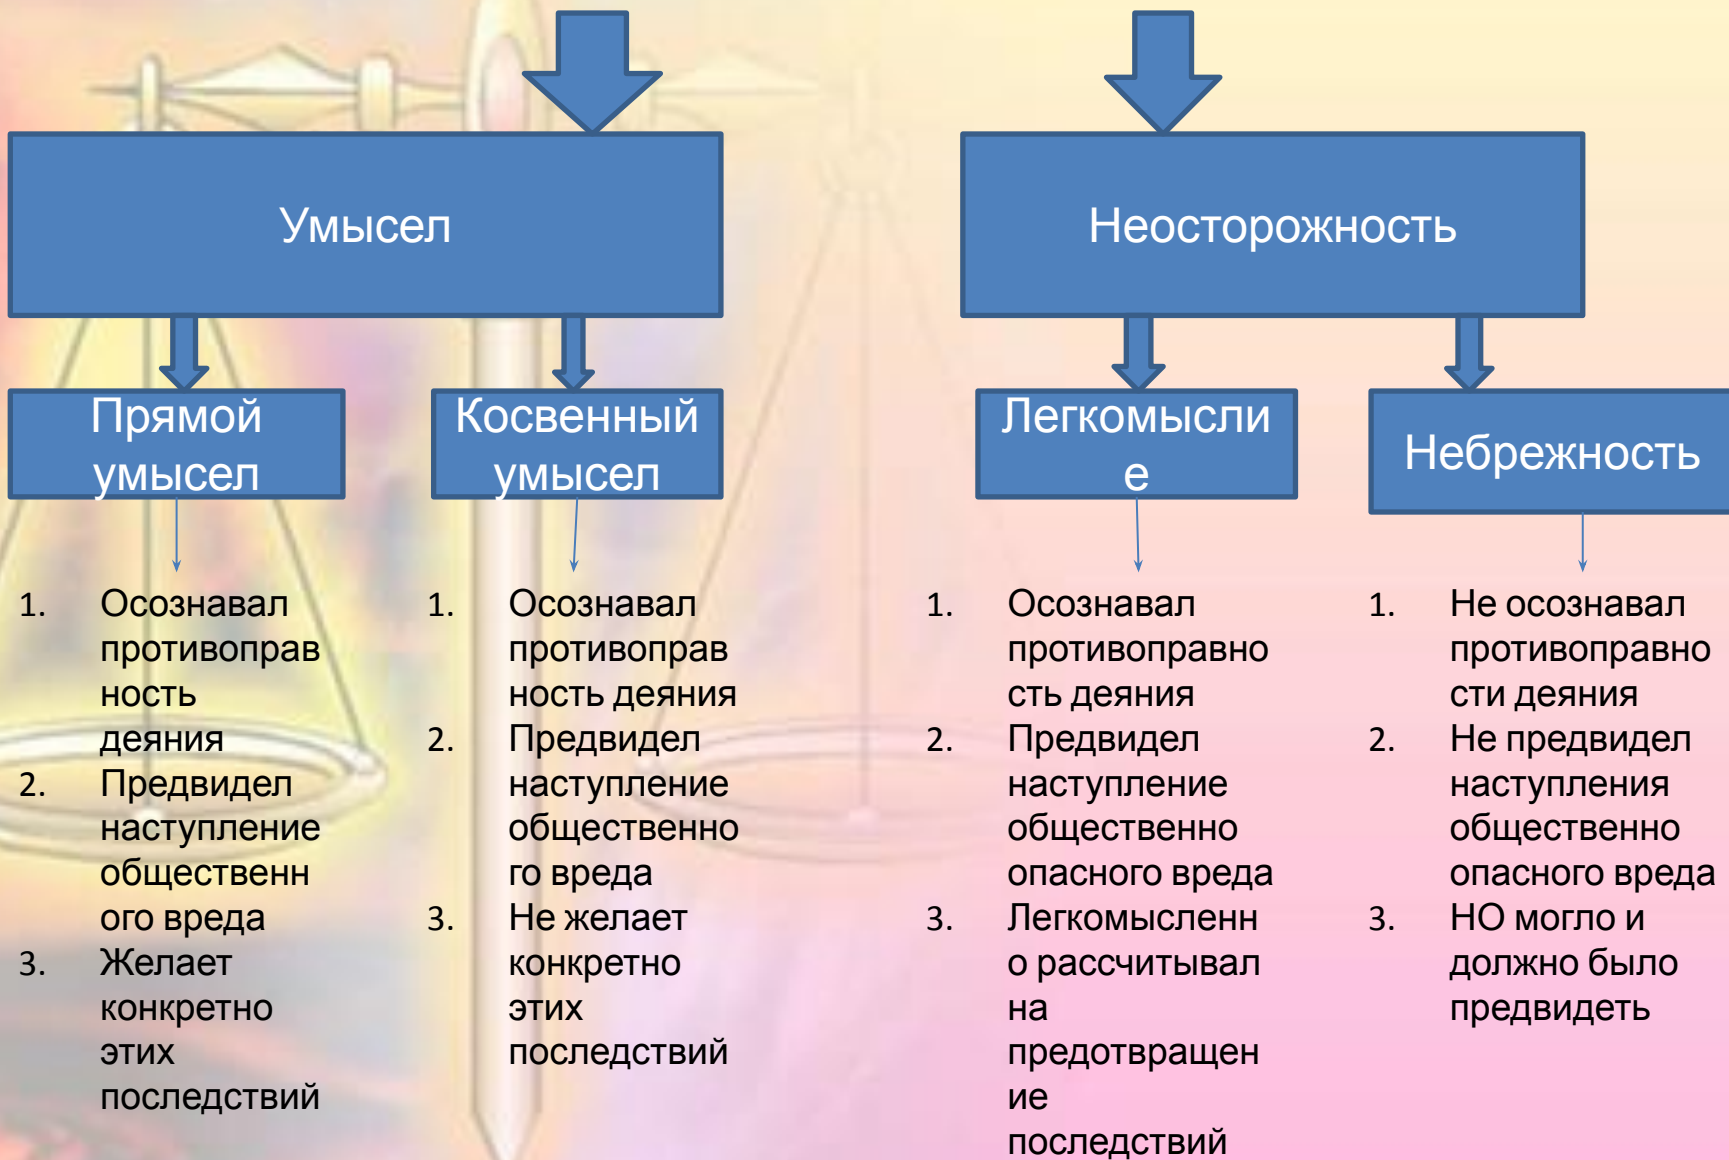 Умысел
Неосторожность
Прямой
умысел
Косвенный
умысел
Легкомысли
е
Небрежность
1. Осознавал
противоправ
ность
деяния
2. Предвидел
наступление
общественн
ого вреда
3. Желает
конкретно
этих
последствий
1. Осознавал
противоправ
ность деяния
2. Предвидел
наступление
общественно
го вреда
3. Не желает
конкретно
этих
последствий
1. Осознавал
противоправно
сть деяния
2. Предвидел
наступление
общественно
опасного вреда
3. Легкомысленн
о рассчитывал
на
предотвращен
ие
последствий
1. Не осознавал
противоправно
сти деяния
2. Не предвидел
наступления
общественно
опасного вреда
3. НО могло и
должно было
предвидеть